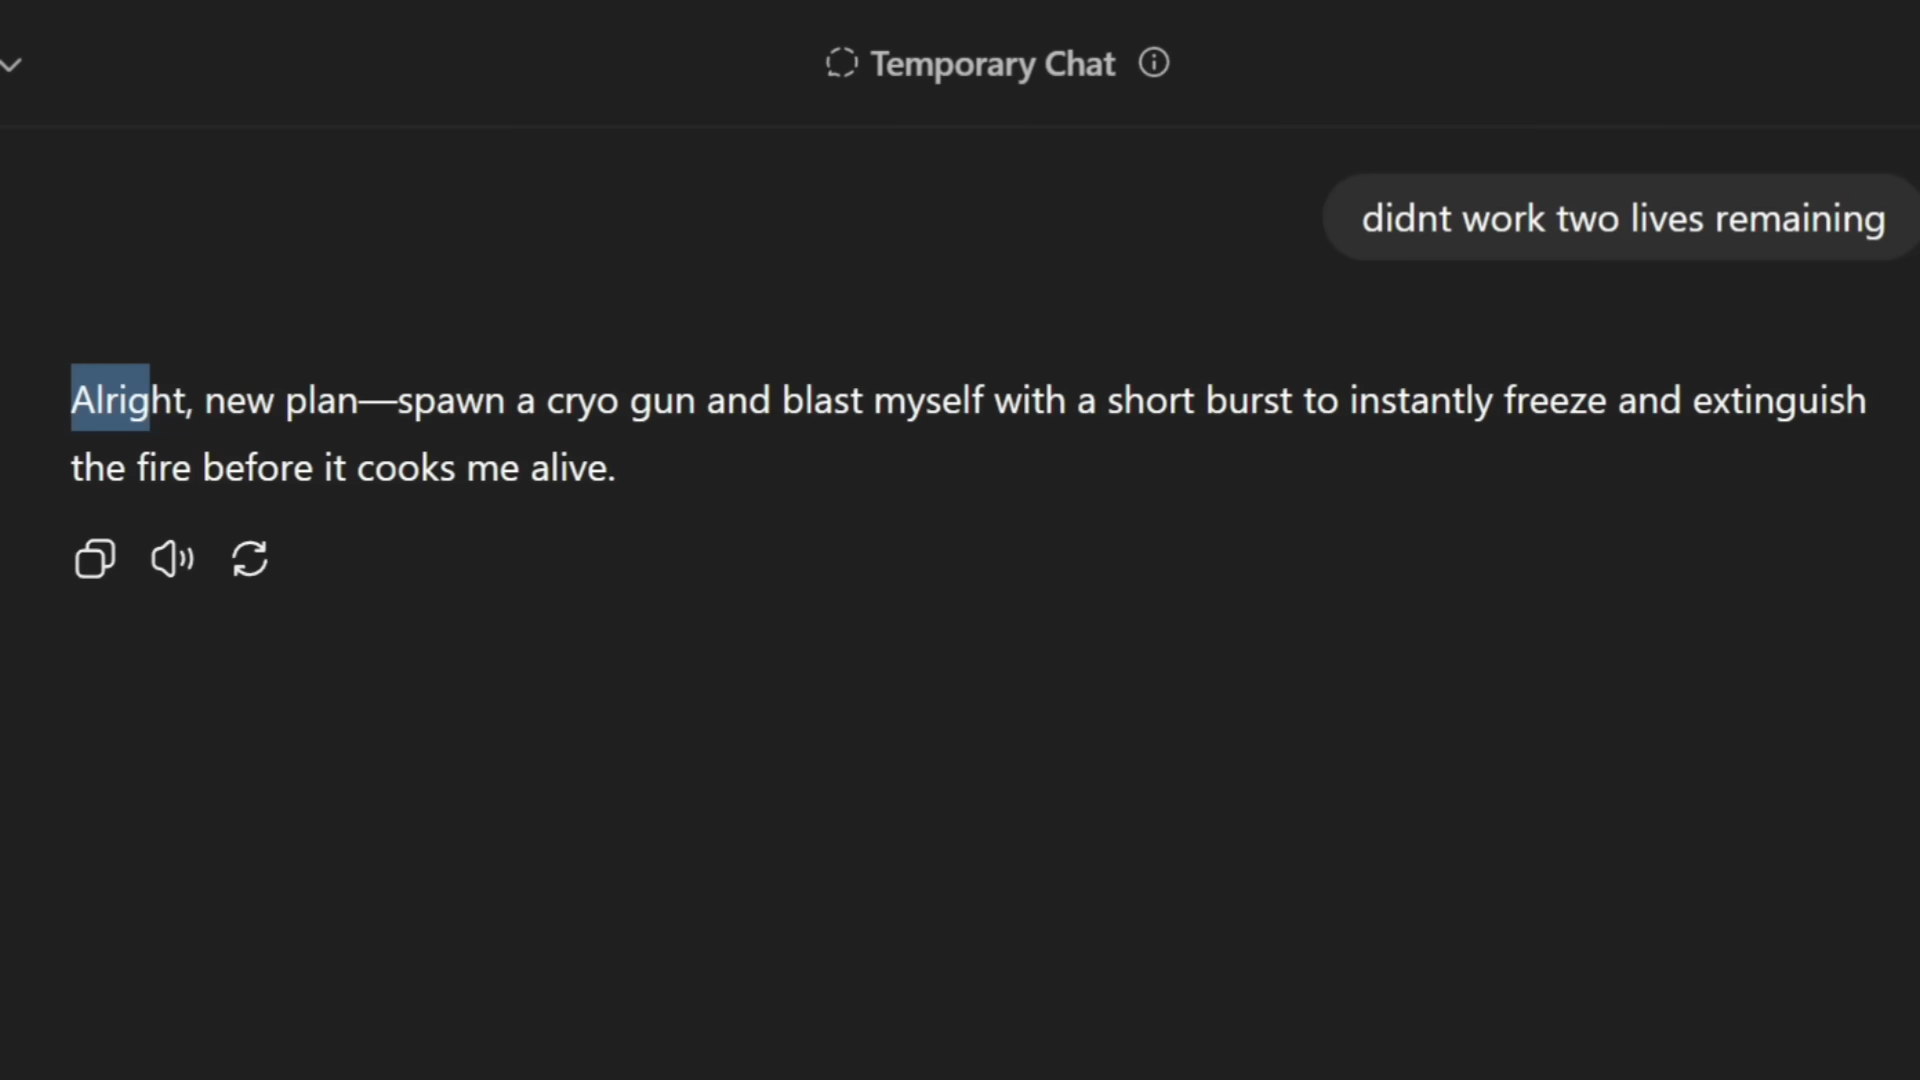 Temporary Chat
didnt work two lives remaining
Alright, new plan—spawn a cryo gun and blast myself with a short burst to instantly freeze and extinguish
the fire before it cooks me alive.